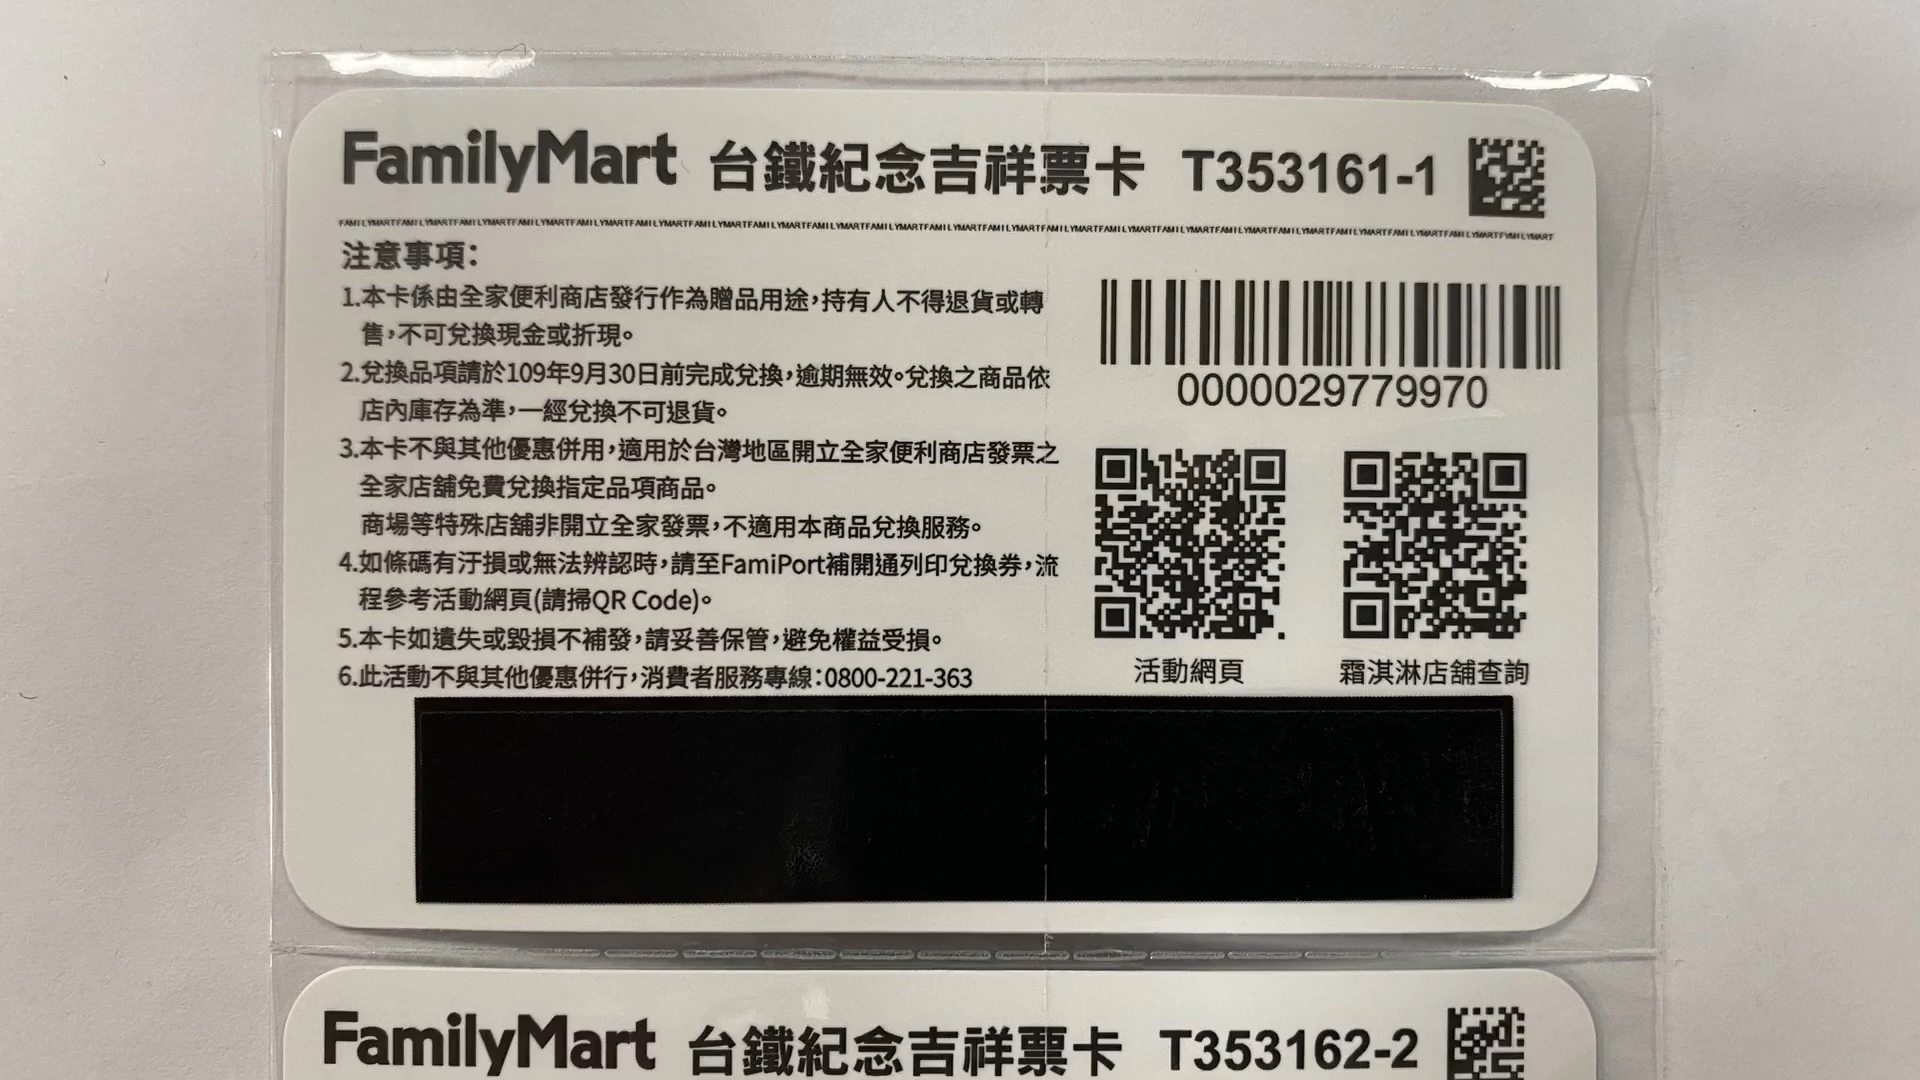 FamilyMart 台鐵紀念吉祥票卡 T353161-1
注意事項：
1.本卡係由全家便利商店發行作為贈品用途，持有人不得退貨或轉
售，不可兌換現金或折現。
2.兌換品項請於109年9月30日前完成兌換，逾期無效。兌換之商品依
店內庫存為準，一經兌換不可退貨。
3.本卡不與其他優惠併用，適用於台灣地區開立全家便利商店發票之
全家店舖免費兌換指定品項商品。
商場等特殊店舖非開立全家發票，不適用本商品兌換服務。
4.如條碼有汙損或無法辨認時，請至FamiPort補開通列印兌換券，流
程參考活動網頁(請掃QR Code)。
5.本卡如遺失或毀損不補發，請妥善保管，避免權益受損。
6.此活動不與其他優惠併行，消費者服務專線：0800-221-363
0000029779970
活動網頁
霜淇淋店舖查詢
FamilyMart 台鐵紀念吉祥票卡 T353162-2